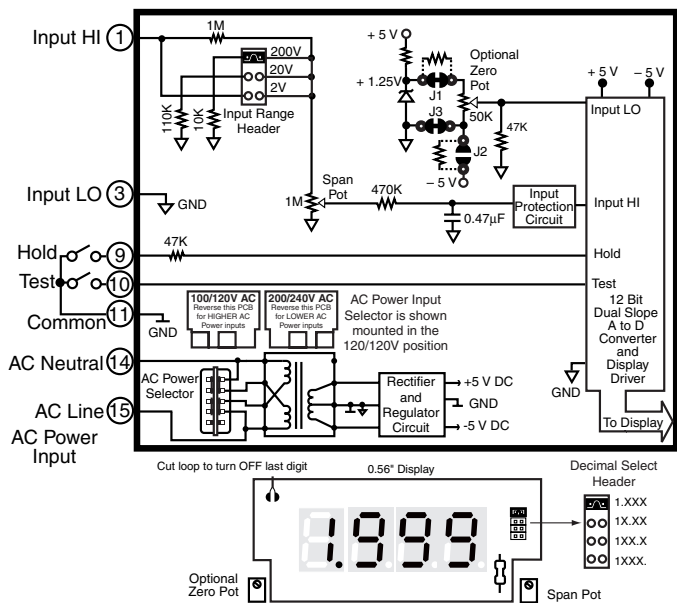 Input HI 1
1M
200V
20V
2V
110K
10K
Input Range
Header
+ 5 V
+ 1.25V
J1
J3
J2
– 5 V
Optional
Zero
Pot
50K
47K
+ 5 V
– 5 V
Input LO
Input LO 3
GND
1M
Span
Pot
470K
0.47µF
Input
Protection
Circuit
Input HI
Hold 9
47K
Hold
Test 10
Test
Common 11
GND
100/120V AC
Reverse this PCB
for HIGHER AC
Power inputs
200/240V AC
Reverse this PCB
for LOWER AC
Power inputs
AC Power Input
Selector is shown
mounted in the
120/120V position
12 Bit
Dual Slope
A to D
Converter
and
Display
Driver
GND
To Display
AC Neutral 14
AC Line 15
AC Power
Input
AC Power
Selector
Rectifier
and
Regulator
Circuit
+5 V DC
GND
-5 V DC
Cut loop to turn OFF last digit
0.56" Display
Decimal Select
Header
1.XXX
1X.XX
1XX.X
1XXX.
1.999
Optional
Zero Pot
Span Pot